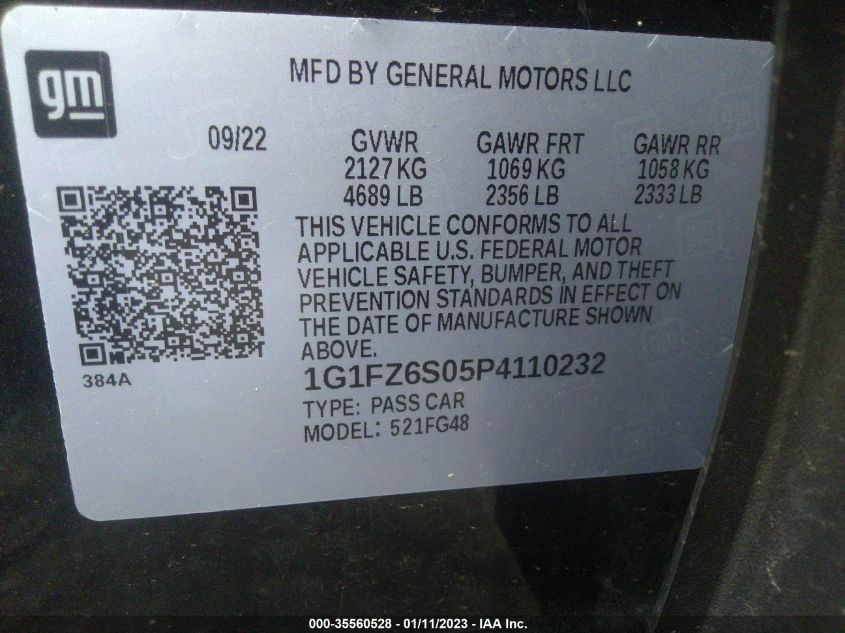 gm
MFD BY GENERAL MOTORS LLC
09/22 GVWR GAWR FRT GAWR RR
2127 KG 1069 KG 1058 KG
4689 LB 2356 LB 2333 LB
THIS VEHICLE CONFORMS TO ALL
APPLICABLE U.S. FEDERAL MOTOR
VEHICLE SAFETY, BUMPER, AND THEFT
PREVENTION STANDARDS IN EFFECT ON
THE DATE OF MANUFACTURE SHOWN
ABOVE.
384A
1G1FZ6S05P4110232
TYPE: PASS CAR
MODEL: 521FG48
000-35560528 - 01/11/2023 - IAA Inc.